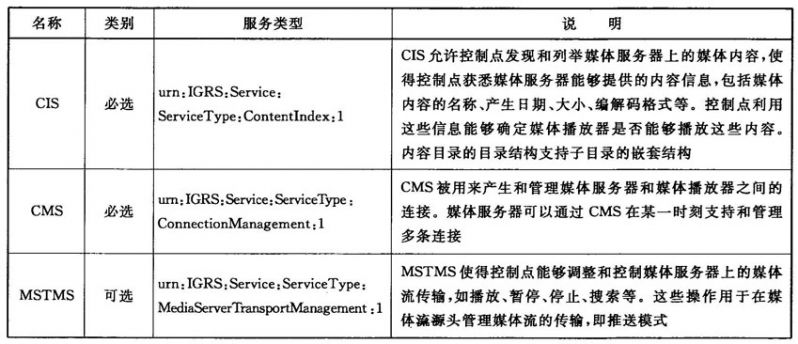 名称 类别 服务类型 说 明
CIS 必选 urn:IGRS:Service:
ServiceType:ContentIndex:1
CIS 允许控制点发现和列举媒体服务器上的媒体内容,使
得控制点获悉媒体服务器能够提供的内容信息,包括媒体
内容的名称、产生日期、大小、编解码格式等。控制点利用
这些信息能够确定媒体播放器是否能够播放这些内容。
内容目录的目录结构支持子目录的嵌套结构
CMS 必选 urn:IGRS:Service:ServiceType:
ConnectionManagement:1
CMS 被用来产生和管理媒体服务器和媒体播放器之间的
连接。媒体服务器可以通过 CMS 在某一时刻支持和管理
多条连接
MSTMS 可选 urn:IGRS:Service:ServiceType:
MediaServerTransportManagement:1
MSTMS 使得控制点能够调整和控制媒体服务器上的媒体
流传输,如播放、暂停、停止、搜索等。这些操作用于在媒
体流源头管理媒体流的传输,即推送模式